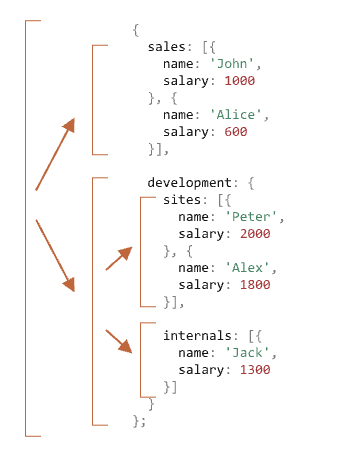 {
sales: [{
name: 'John',
salary: 1000
}, {
name: 'Alice',
salary: 600
}],
development: {
sites: [{
name: 'Peter',
salary: 2000
}, {
name: 'Alex',
salary: 1800
}],
internals: [{
name: 'Jack',
salary: 1300
}]
}
};